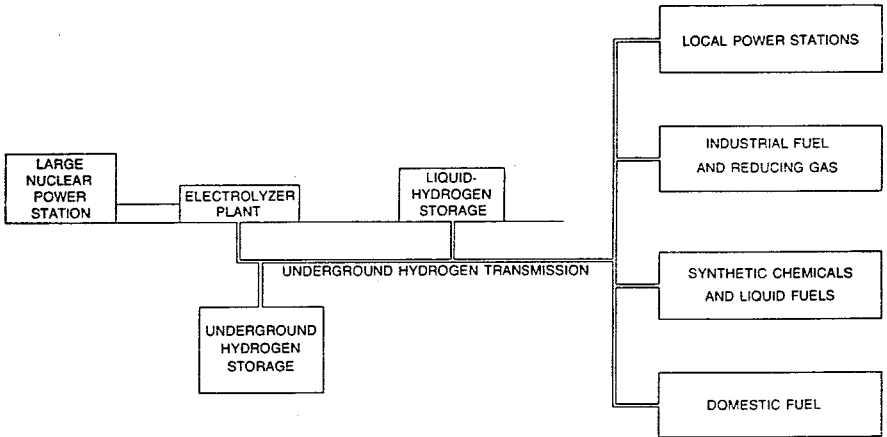 LOCAL POWER STATIONS
INDUSTRIAL FUEL
AND REDUCING GAS
LARGE
NUCLEAR
POWER
STATION
ELECTROLYZER
PLANT
LIQUID-
HYDROGEN
STORAGE
UNDERGROUND HYDROGEN TRANSMISSION
SYNTHETIC CHEMICALS
AND LIQUID FUELS
UNDERGROUND
HYDROGEN
STORAGE
DOMESTIC FUEL